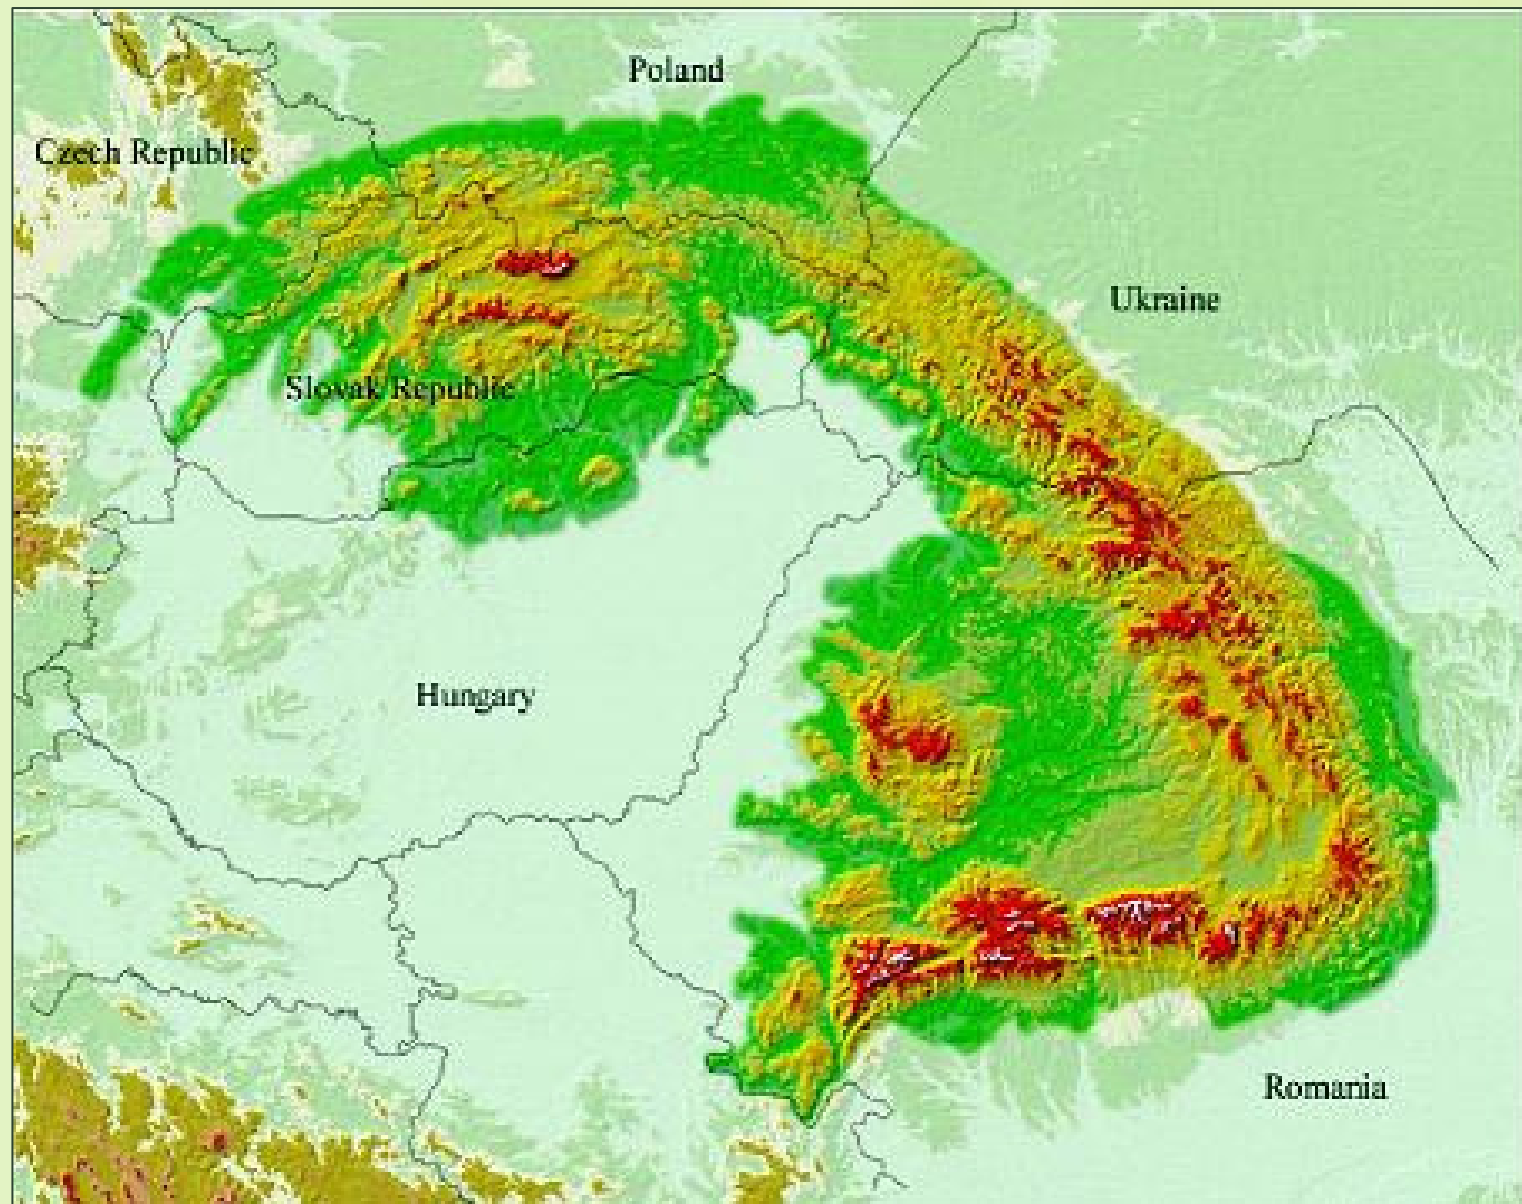 Poland
Czech Republic
Ukraine
Slovak Republic
Hungary
Romania